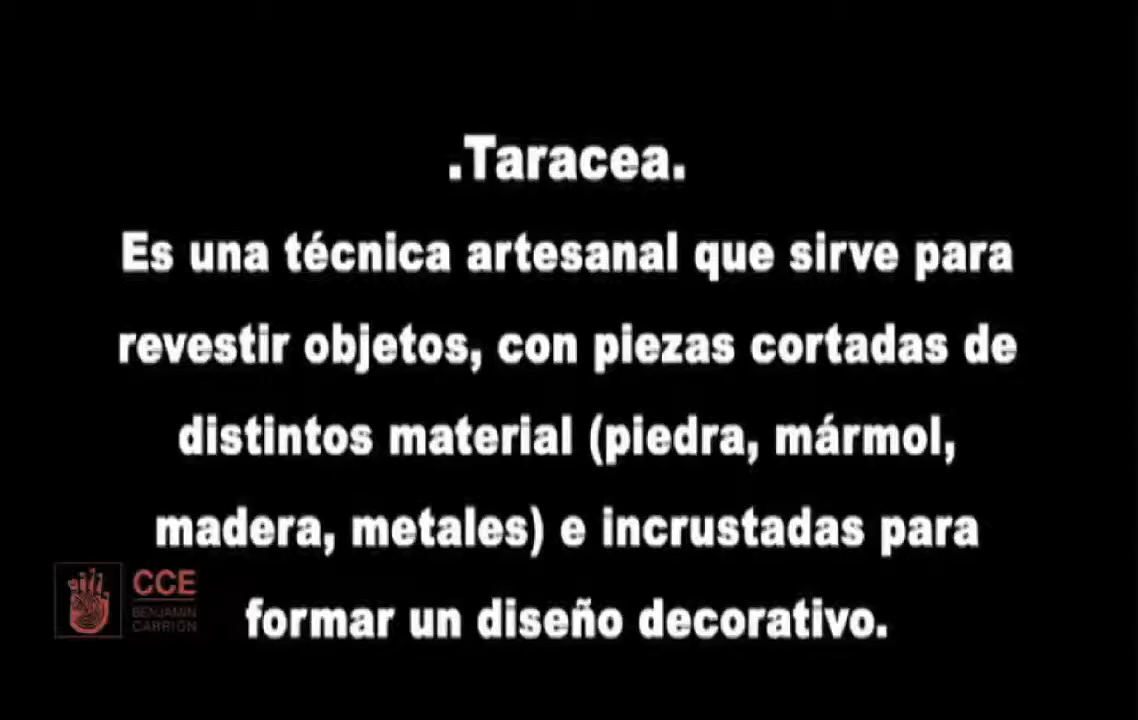 .Taracea.
Es una técnica artesanal que sirve para
revestir objetos, con piezas cortadas de
distintos material (piedra, mármol,
madera, metales) e incrustadas para
formar un diseño decorativo.
CCE
BENJAMIN
CARRIÓN